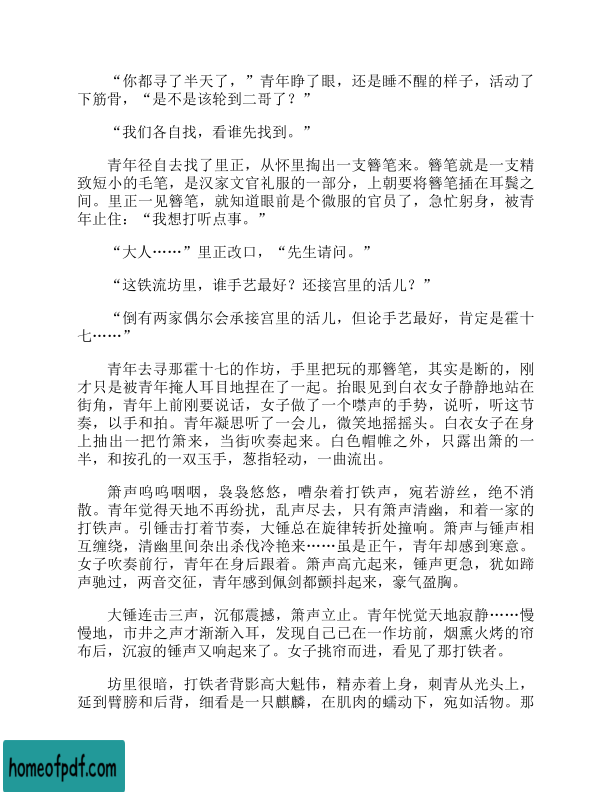 “你都寻了半天了，”青年睁了眼，还是睡不醒的样子，活动了
下筋骨，“是不是该轮到二哥了？”
“我们各自找，看谁先找到。”
青年径自去找了里正，从怀里掏出一支簪笔来。簪笔就是一支精
致短小的毛笔，是汉家文官礼服的一部分，上朝要将簪笔插在耳鬓之
间。里正一见簪笔，就知道眼前是个微服的官员了，急忙躬身，被青
年止住：“我想打听点事。”
“大人……”里正改口，“先生请问。”
“这铁流坊里，谁手艺最好？还接宫里的活儿？”
“倒有两家偶尔会承接宫里的活儿，但论手艺最好，肯定是霍十
七……”
青年去寻那霍十七的作坊，手里把玩的那簪笔，其实是断的，刚
才只是被青年掩人耳目地捏在了一起。抬眼见到白衣女子静静地站在
街角，青年上前刚要说话，女子做了一个噤声的手势，说听，听这节
奏，以手和拍。青年凝思听了一会儿，微笑地摇摇头。白衣女子在身
上抽出一把竹箫来，当街吹奏起来。白色帽帷之外，只露出箫的一
半，和按孔的一双玉手，葱指轻动，一曲流出。
箫声呜呜咽咽，袅袅悠悠，嘈杂着打铁声，宛若游丝，绝不消
散。青年觉得天地不再纷扰，乱声尽去，只有箫声清幽，和着一家的
打铁声。引锤击打着节奏，大锤总在旋律转折处撞响。箫声与锤声相
互缠绕，清幽里间杂出杀伐冷艳来……虽是正午，青年却感到寒意。
女子吹奏前行，青年在身后跟着。箫声高亢起来，锤声更急，犹如蹄
声驰过，两音交征，青年感到佩剑都颤抖起来，豪气盈胸。
大锤连击三声，沉郁震撼，箫声立止。青年恍觉天地寂静……慢
慢地，市井之声才渐渐入耳，发现自己已在一作坊前，烟熏火烤的帘
布后，沉寂的锤声又响起来了。女子挑帘而进，看见了那打铁者。
坊里很暗，打铁者背影高大魁伟，精赤着上身，刺青从光头上，
延到臂膀和后背，细看是一只麒麟，在肌肉的蠕动下，宛如活物。那
homeofpdf.com